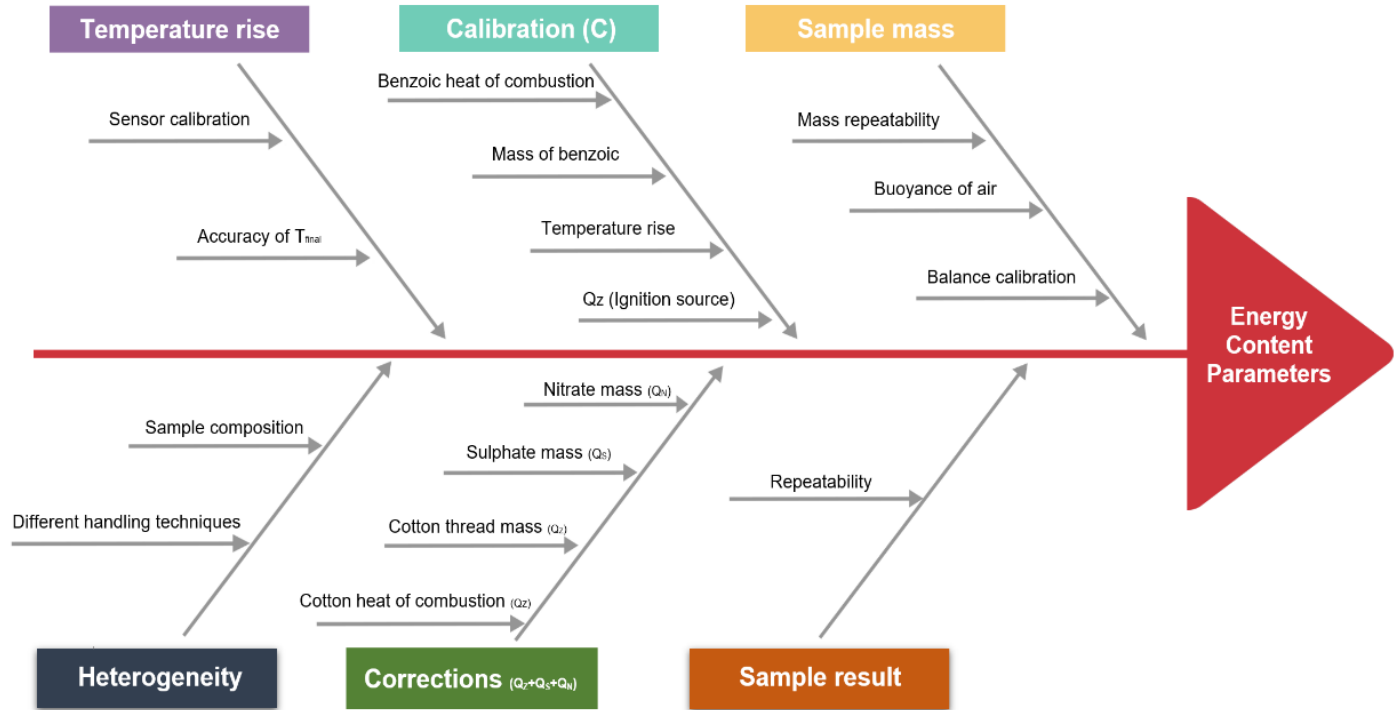 Temperature rise
Calibration (C)
Sample mass
Benzoic heat of combustion
Sensor calibration
Mass repeatability
Mass of benzoic
Buoyance of air
Accuracy of Tfinal
Temperature rise
Balance calibration
Qz (Ignition source)
Energy
Content
Parameters
Nitrate mass (QN)
Sample composition
Sulphate mass (QS)
Repeatability
Different handling techniques
Cotton thread mass (QZ)
Cotton heat of combustion (QZ)
Heterogeneity
Corrections (QZ+QS+QN)
Sample result